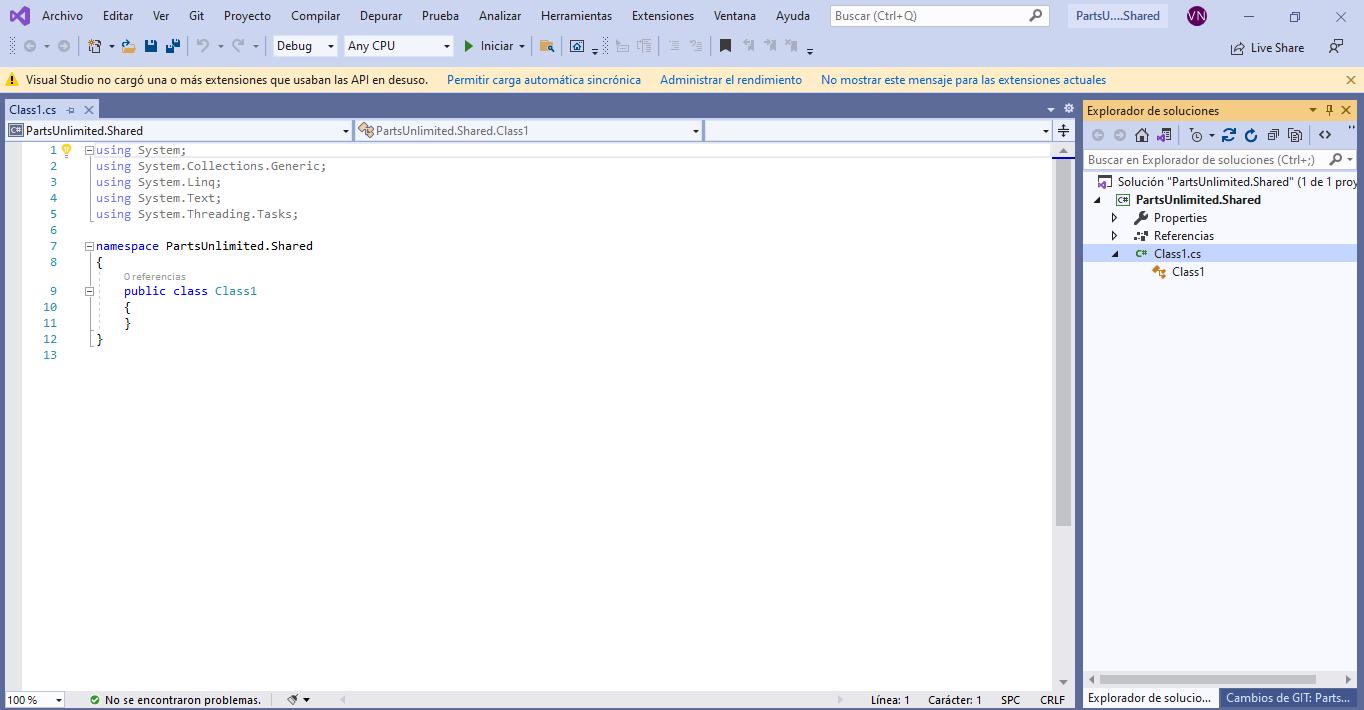 Archivo Editar Ver Git Proyecto Compilar Depurar Prueba Analizar Herramientas Extensiones Ventana Ayuda Buscar (Ctrl+Q) PartsU....Shared VN
Debug Any CPU Iniciar Live Share
Visual Studio no cargó una o más extensiones que usaban las API en desuso. Permitir carga automática sincrónica Administrar el rendimiento No mostrar este mensaje para las extensiones actuales
Class1.cs
C# PartsUnlimited.Shared PartsUnlimited.Shared.Class1
1 using System;
2 using System.Collections.Generic;
3 using System.Linq;
4 using System.Text;
5 using System.Threading.Tasks;
6
7 namespace PartsUnlimited.Shared
8 {
0 referencias
9 public class Class1
10 {
11 }
12 }
13
100 % No se encontraron problemas. Línea: 1 Carácter: 1 SPC CRLF
Explorador de soluciones
Buscar en Explorador de soluciones (Ctrl+;)
Solución "PartsUnlimited.Shared" (1 de 1 proy
C# PartsUnlimited.Shared
Properties
Referencias
C# Class1.cs
Class1
Explorador de solucio... Cambios de GIT: Parts...